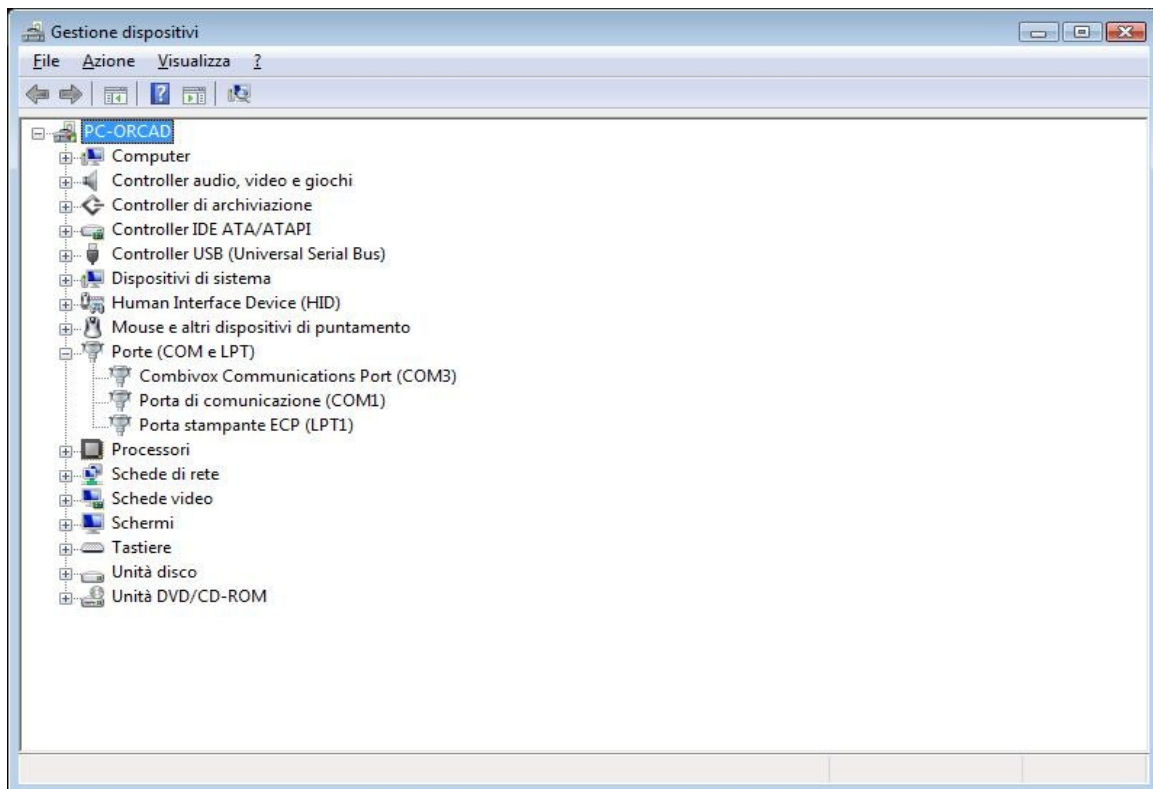 Gestione dispositivi
File Azione Visualizza ?
PC-ORCAD
Computer
Controller audio, video e giochi
Controller di archiviazione
Controller IDE ATA/ATAPI
Controller USB (Universal Serial Bus)
Dispositivi di sistema
Human Interface Device (HID)
Mouse e altri dispositivi di puntamento
Porte (COM e LPT)
Combivox Communications Port (COM3)
Porta di comunicazione (COM1)
Porta stampante ECP (LPT1)
Processori
Schede di rete
Schede video
Schermi
Tastiere
Unità disco
Unità DVD/CD-ROM